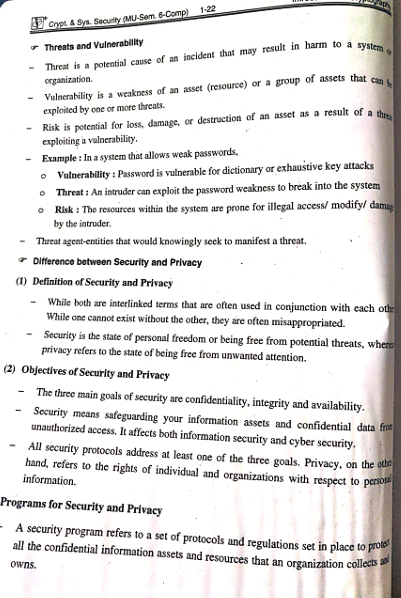 Crypt. & Sys. Security (MU-Sem. 6-Comp) 1-22
☞ Threats and Vulnerability
– Threat is a potential cause of an incident that may result in harm to a system
organization.
– Vulnerability is a weakness of an asset (resource) or a group of assets that can
exploited by one or more threats.
– Risk is potential for loss, damage, or destruction of an asset as a result of a
exploiting a vulnerability.
– Example : In a system that allows weak passwords,
o Vulnerability : Password is vulnerable for dictionary or exhaustive key attacks
o Threat : An intruder can exploit the password weakness to break into the system
o Risk : The resources within the system are prone for illegal access/ modify/
by the intruder.
– Threat agent-entities that would knowingly seek to manifest a threat.
☞ Difference between Security and Privacy
(1) Definition of Security and Privacy
– While both are interlinked terms that are often used in conjunction with each
While one cannot exist without the other, they are often misappropriated.
– Security is the state of personal freedom or being free from potential threats,
privacy refers to the state of being free from unwanted attention.
(2) Objectives of Security and Privacy
– The three main goals of security are confidentiality, integrity and availability.
– Security means safeguarding your information assets and confidential data
unauthorized access. It affects both information security and cyber security.
– All security protocols address at least one of the three goals. Privacy, on the
hand, refers to the rights of individual and organizations with respect to
information.
Programs for Security and Privacy
– A security program refers to a set of protocols and regulations set in place to
all the confidential information assets and resources that an organization collects
owns.